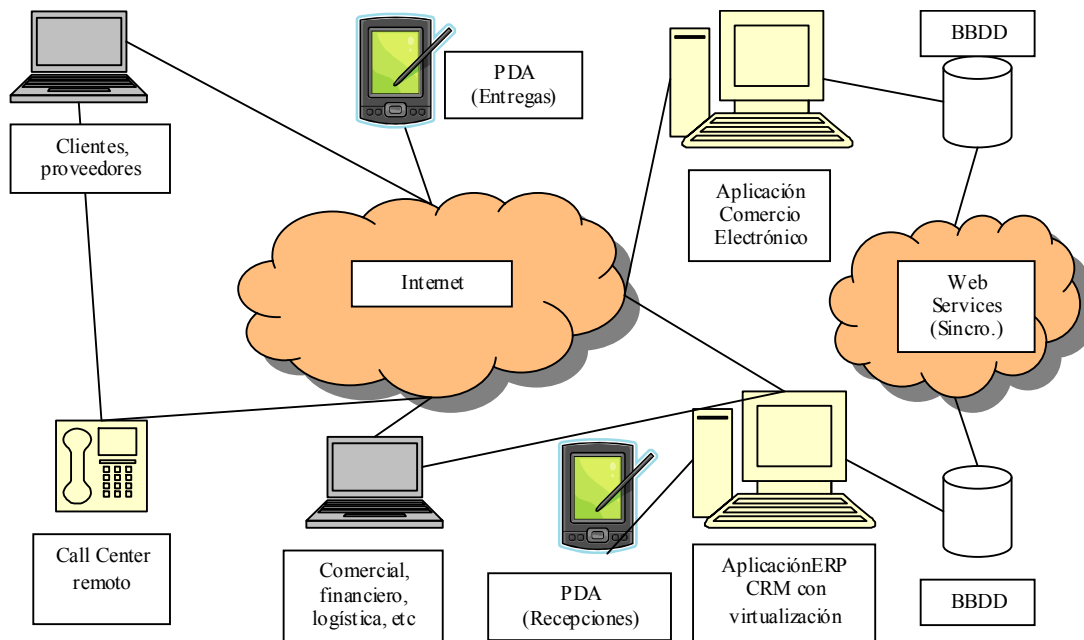 BBDD
PDA
(Entregas)
Clientes,
proveedores
Aplicación
Comercio
Electrónico
Internet
Web
Services
(Sincro.)
Call Center
remoto
Comercial,
financiero,
logística, etc
PDA
(Recepciones)
AplicaciónERP
CRM con
virtualización
BBDD